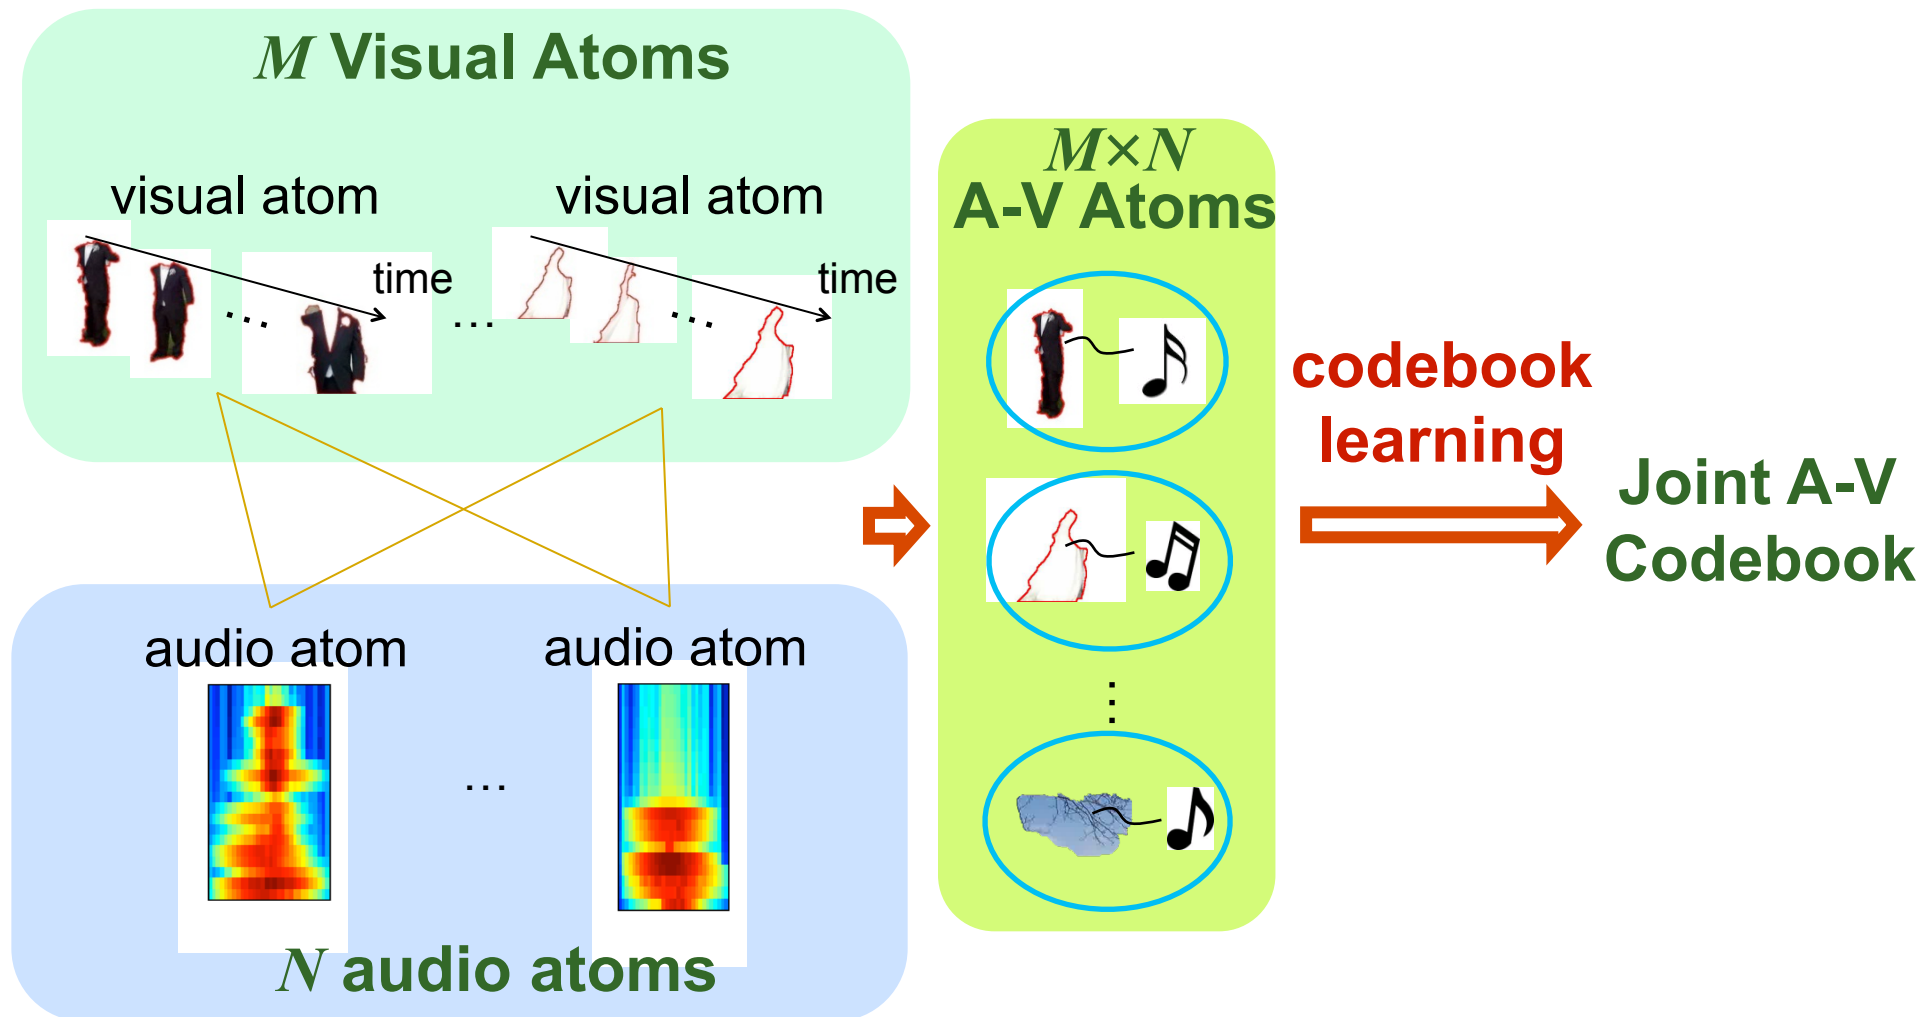 M Visual Atoms
visual atom
visual atom
time
time
...
...
...
audio atom
audio atom
...
N audio atoms
M×N
A-V Atoms
...
codebook
learning
Joint A-V
Codebook